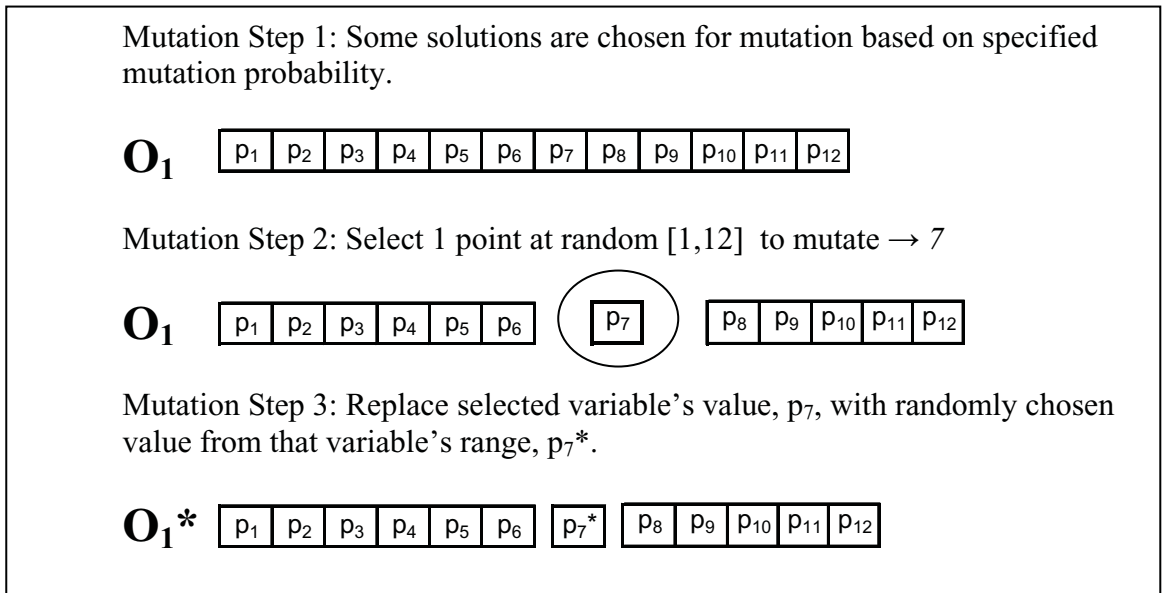 Mutation Step 1: Some solutions are chosen for mutation based on specified
mutation probability.
O₁ p₁ p₂ p₃ p₄ p₅ p₆ p₇ p₈ p₉ p₁₀ p₁₁ p₁₂
Mutation Step 2: Select 1 point at random [1,12] to mutate → 7
O₁ p₁ p₂ p₃ p₄ p₅ p₆ p₇ p₈ p₉ p₁₀ p₁₁ p₁₂
Mutation Step 3: Replace selected variable’s value, p₇, with randomly chosen
value from that variable’s range, p₇*.
O₁* p₁ p₂ p₃ p₄ p₅ p₆ p₇* p₈ p₉ p₁₀ p₁₁ p₁₂